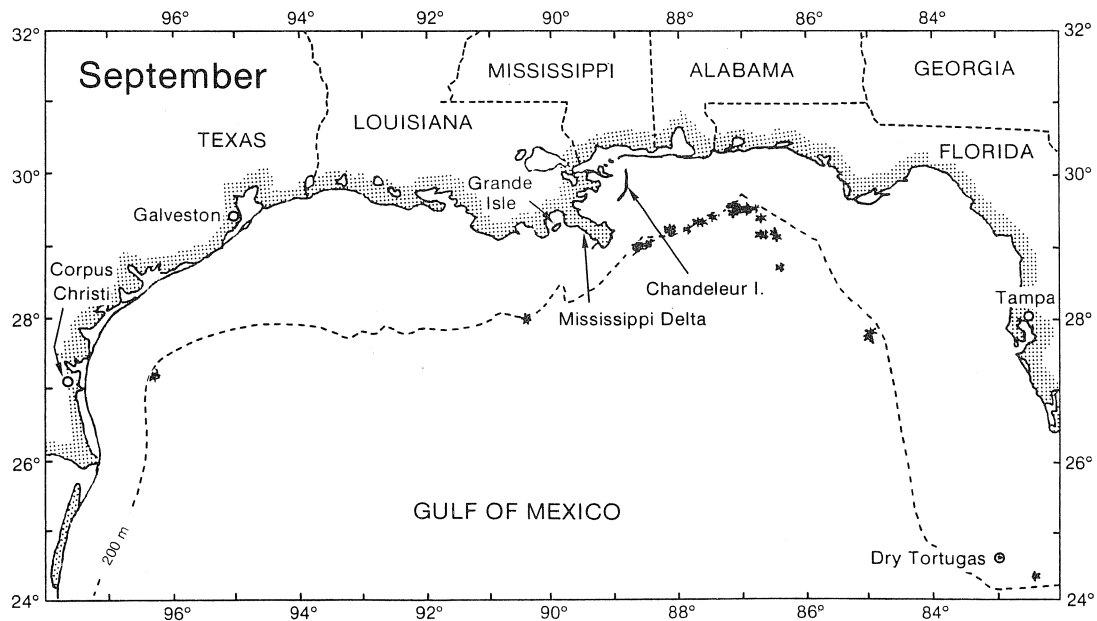 96° 94° 92° 90° 88° 86° 84°
32° 32°
September
MISSISSIPPI ALABAMA GEORGIA
LOUISIANA
TEXAS
FLORIDA
30° 30°
Grande
Isle
Galveston
Corpus
Christi
Chandeleur I.
Tampa
28° Mississippi Delta 28°
26° 26°
GULF OF MEXICO
200 m
Dry Tortugas
24° 24°
96° 94° 92° 90° 88° 86° 84°